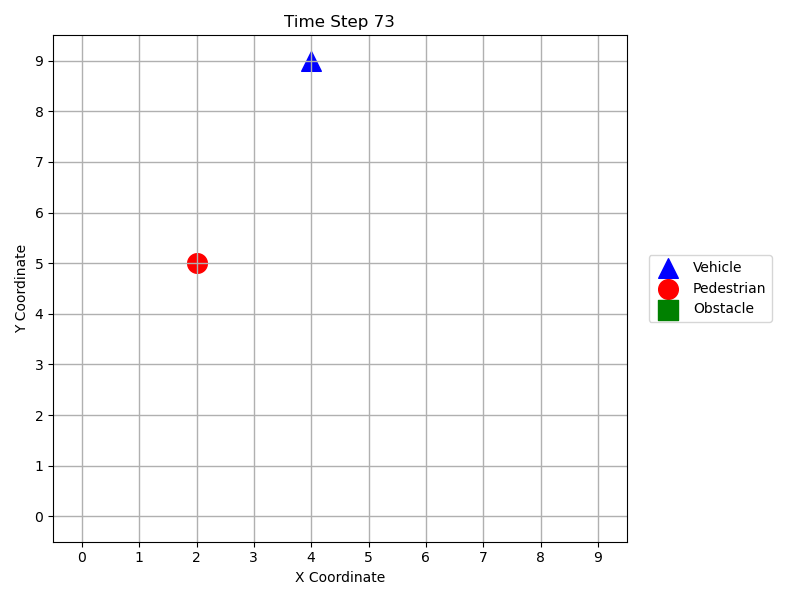 Time Step 73
Y Coordinate
9
8
7
6
5
4
3
2
1
0
0 1 2 3 4 5 6 7 8 9
X Coordinate
Vehicle
Pedestrian
Obstacle